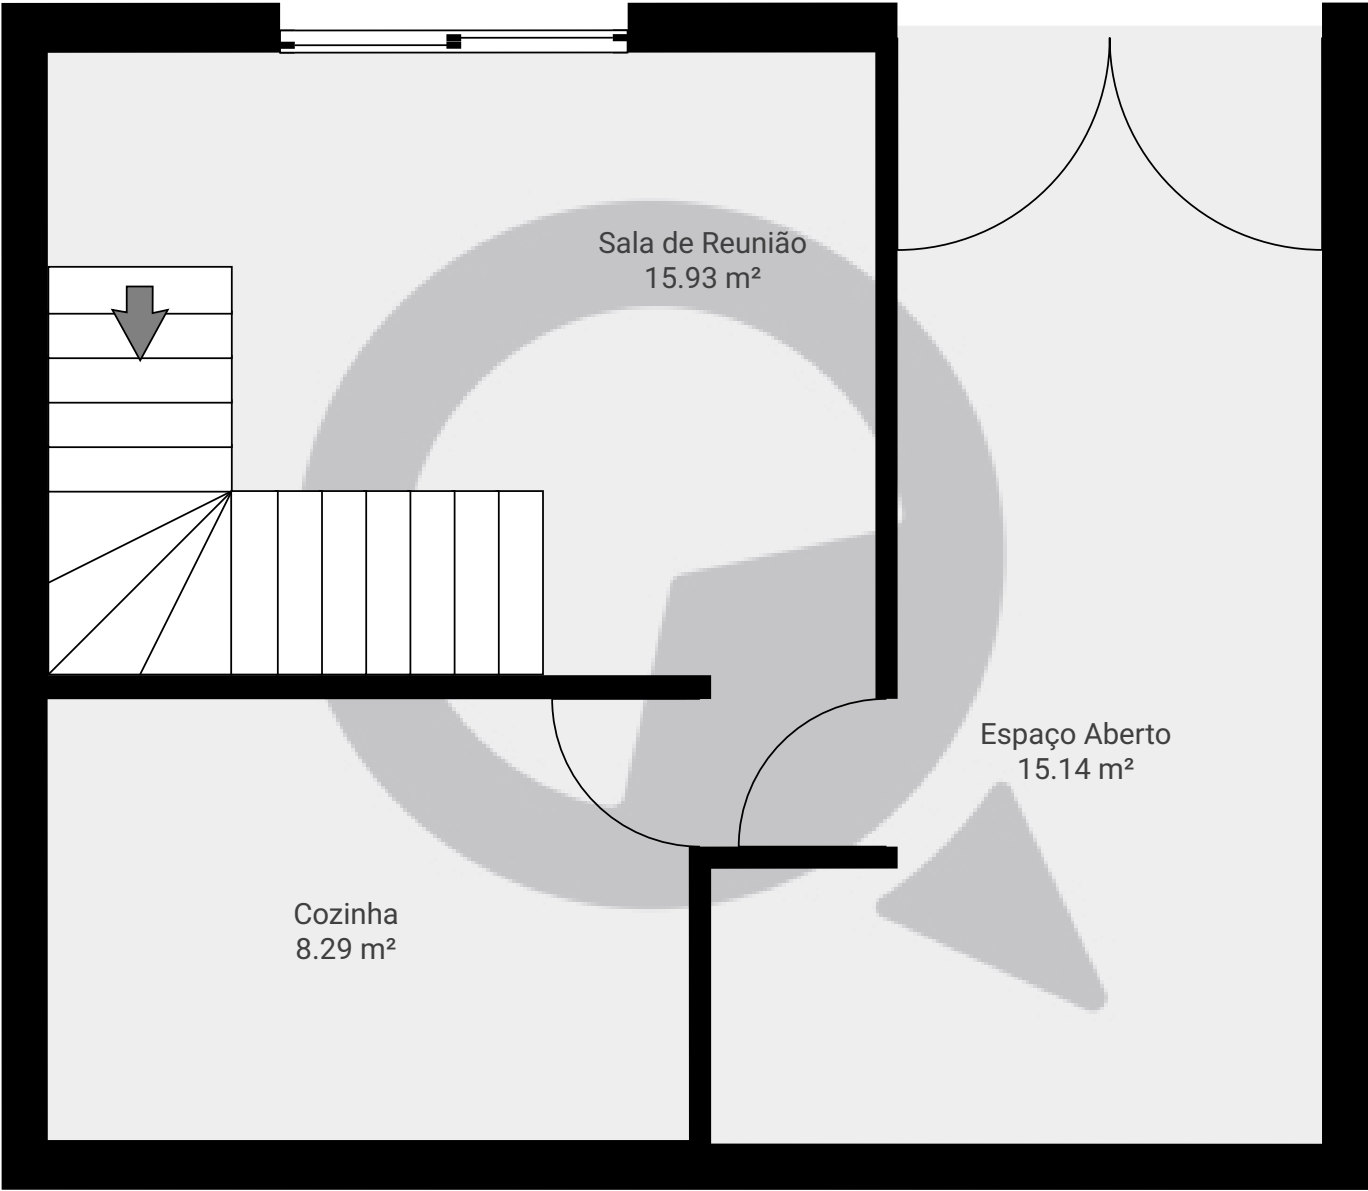 Sala de Reunião
15.93 m²
Espaço Aberto
15.14 m²
Cozinha
8.29 m²